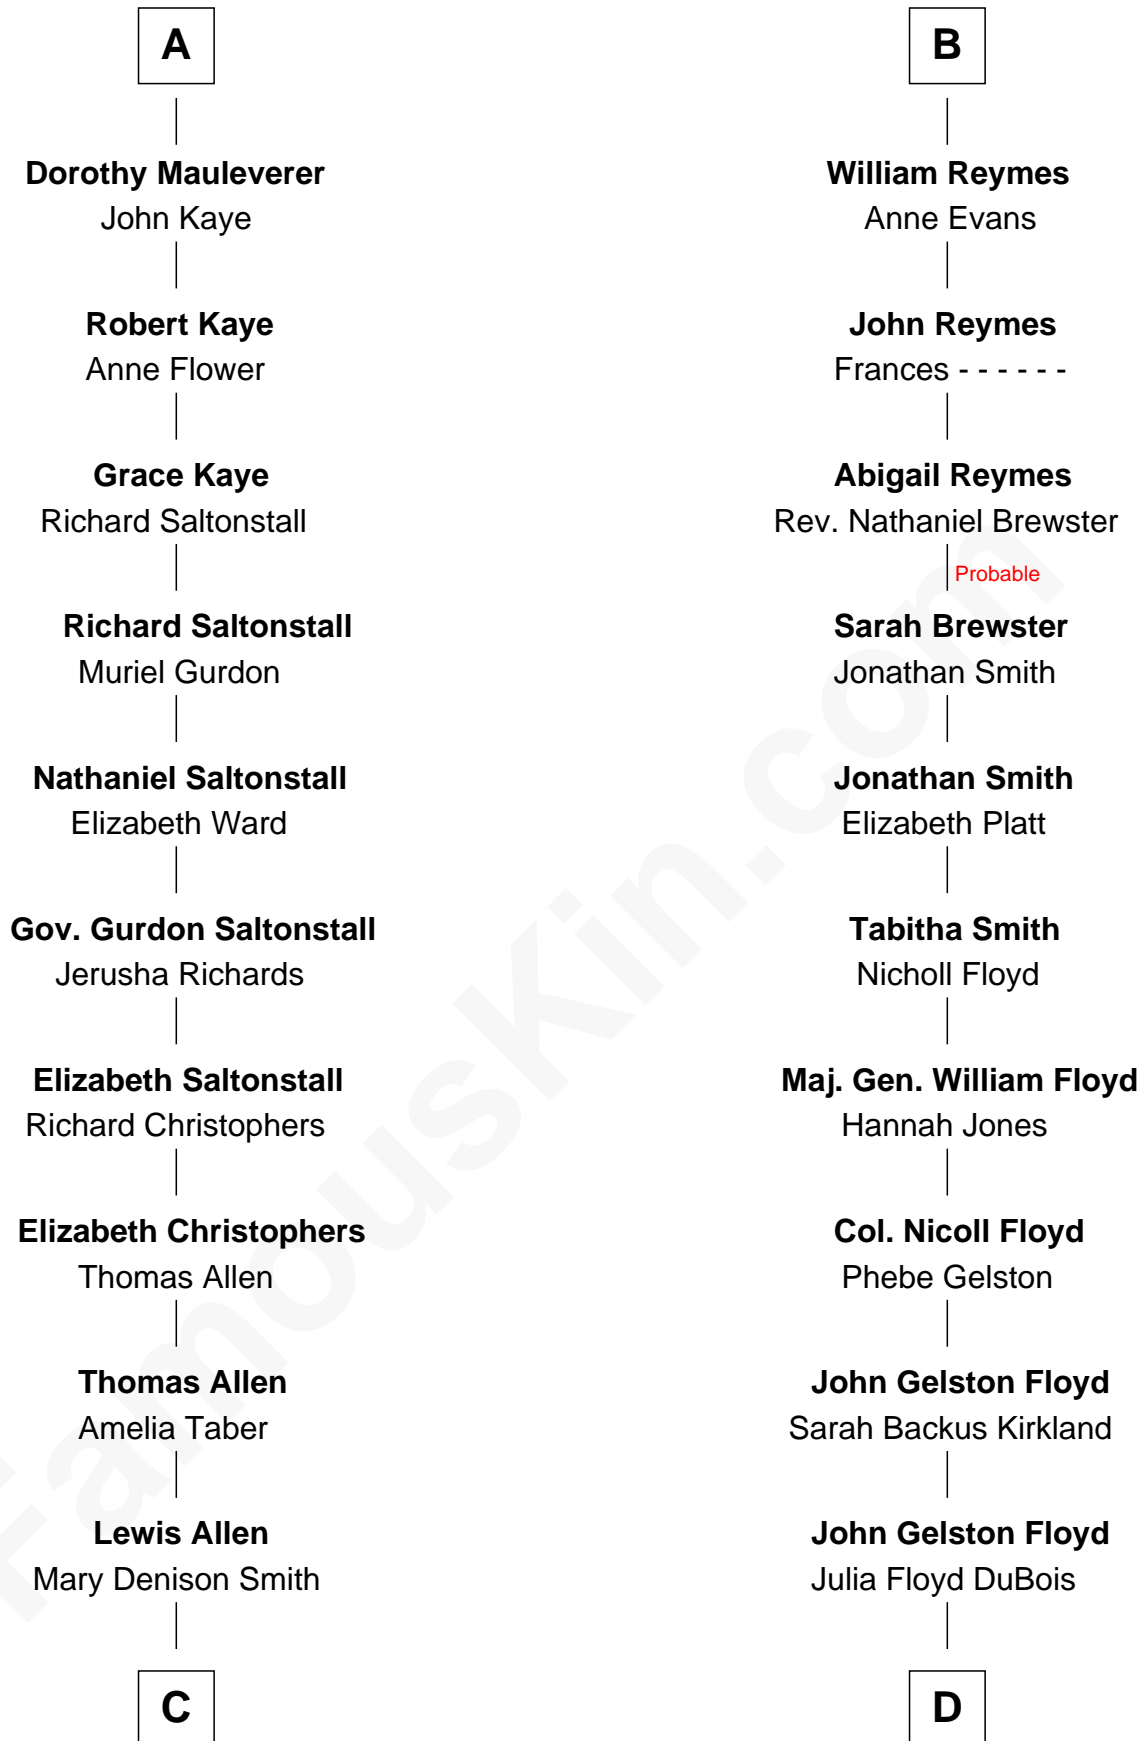 A
Dorothy Mauleverer
John Kaye
Robert Kaye
Anne Flower
Grace Kaye
Richard Saltonstall
Richard Saltonstall
Muriel Gurdon
Nathaniel Saltonstall
Elizabeth Ward
Gov. Gurdon Saltonstall
Jerusha Richards
Elizabeth Saltonstall
Richard Christophers
Elizabeth Christophers
Thomas Allen
Thomas Allen
Amelia Taber
Lewis Allen
Mary Denison Smith
C
B
William Reymes
Anne Evans
John Reymes
Frances - - - - - -
Abigail Reymes
Rev. Nathaniel Brewster
Probable
Sarah Brewster
Jonathan Smith
Jonathan Smith
Elizabeth Platt
Tabitha Smith
Nicholl Floyd
Maj. Gen. William Floyd
Hannah Jones
Col. Nicoll Floyd
Phebe Gelston
John Gelston Floyd
Sarah Backus Kirkland
John Gelston Floyd
Julia Floyd DuBois
D
FamousKin.com